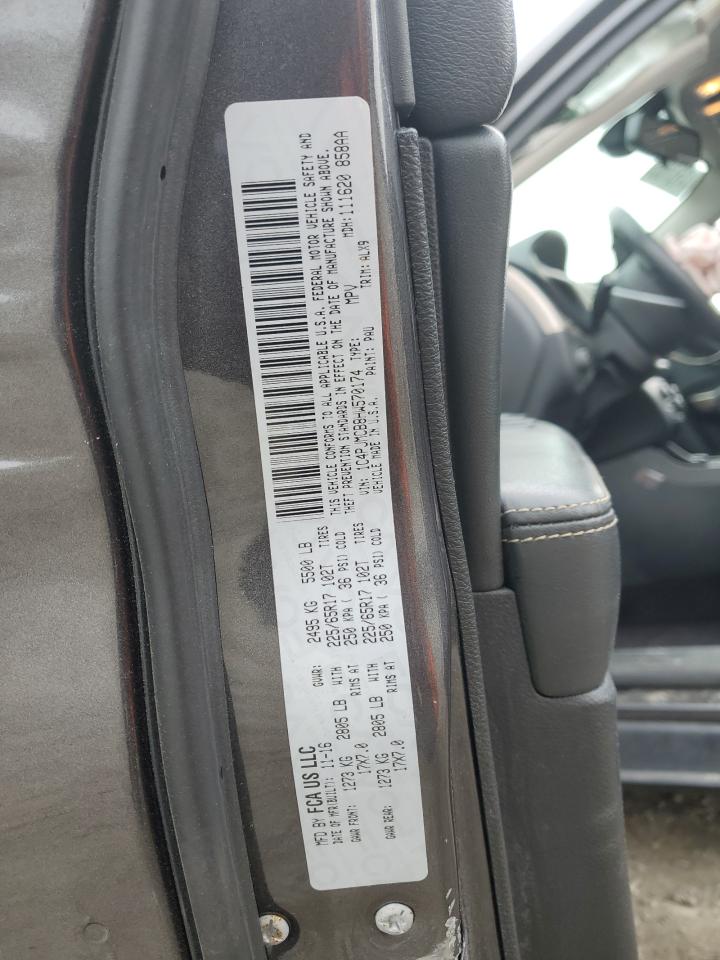 MFD BY FCA US LLC
DATE OF MFR(BUILT): 11-16 GVWR: 2495 KG 5500 LB
GAWR FRONT: 1273 KG 2805 LB WITH 225/65R17 102T TIRES
17X7.0 RIMS AT 250 KPA ( 36 PSI) COLD
GAWR REAR: 1273 KG 2805 LB WITH 225/65R17 102T TIRES
17X7.0 RIMS AT 250 KPA ( 36 PSI) COLD
THIS VEHICLE CONFORMS TO ALL APPLICABLE U.S.A. FEDERAL MOTOR VEHICLE SAFETY AND
THEFT PREVENTION STANDARDS IN EFFECT ON THE DATE OF MANUFACTURE SHOWN ABOVE.
MDH: 111620 858AA
VIN: TYPE: MPV
VEHICLE MADE IN U.S.A. PAINT: PAU TRIM: ALX9